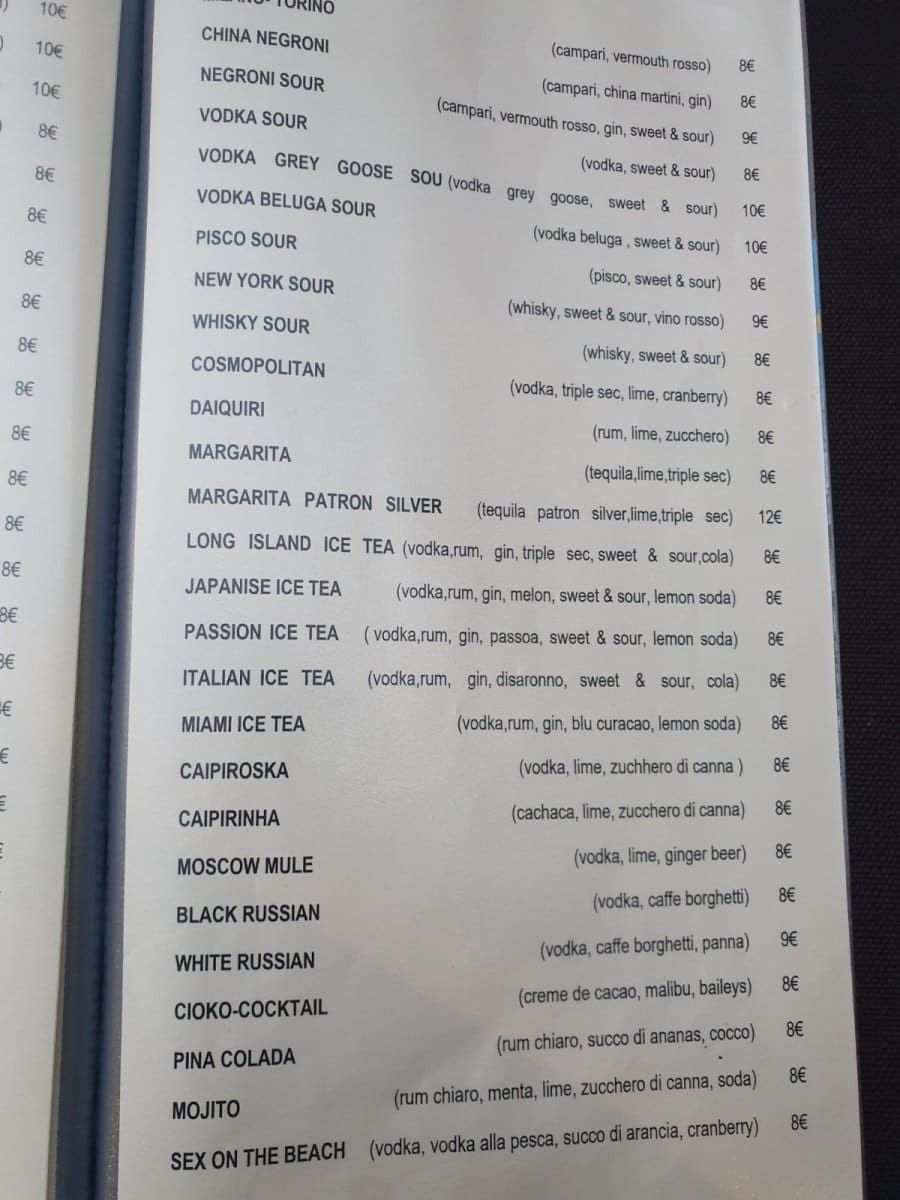 10€
10€
10€
8€
8€
8€
8€
8€
8€
8€
8€
8€
8€
8€
8€
€
€
€
TORINO (campari, vermouth rosso) 8€
CHINA NEGRONI (campari, china martini, gin) 8€
NEGRONI SOUR (campari, vermouth rosso, gin, sweet & sour) 9€
VODKA SOUR (vodka, sweet & sour) 8€
VODKA GREY GOOSE SOU (vodka grey goose, sweet & sour) 10€
VODKA BELUGA SOUR (vodka beluga , sweet & sour) 10€
PISCO SOUR (pisco, sweet & sour) 8€
NEW YORK SOUR (whisky, sweet & sour, vino rosso) 9€
WHISKY SOUR (whisky, sweet & sour) 8€
COSMOPOLITAN (vodka, triple sec, lime, cranberry) 8€
DAIQUIRI (rum, lime, zucchero) 8€
MARGARITA (tequila,lime,triple sec) 8€
MARGARITA PATRON SILVER (tequila patron silver,lime,triple sec) 12€
LONG ISLAND ICE TEA (vodka,rum, gin, triple sec, sweet & sour,cola) 8€
JAPANISE ICE TEA (vodka,rum, gin, melon, sweet & sour, lemon soda) 8€
PASSION ICE TEA ( vodka,rum, gin, passoa, sweet & sour, lemon soda) 8€
ITALIAN ICE TEA (vodka,rum, gin, disaronno, sweet & sour, cola) 8€
MIAMI ICE TEA (vodka,rum, gin, blu curacao, lemon soda) 8€
CAIPIROSKA (vodka, lime, zuchhero di canna ) 8€
CAIPIRINHA (cachaca, lime, zucchero di canna) 8€
MOSCOW MULE (vodka, lime, ginger beer) 8€
BLACK RUSSIAN (vodka, caffe borghetti) 8€
WHITE RUSSIAN (vodka, caffe borghetti, panna) 9€
CIOKO-COCKTAIL (creme de cacao, malibu, baileys) 8€
PINA COLADA (rum chiaro, succo di ananas, cocco) 8€
MOJITO (rum chiaro, menta, lime, zucchero di canna, soda) 8€
SEX ON THE BEACH (vodka, vodka alla pesca, succo di arancia, cranberry) 8€